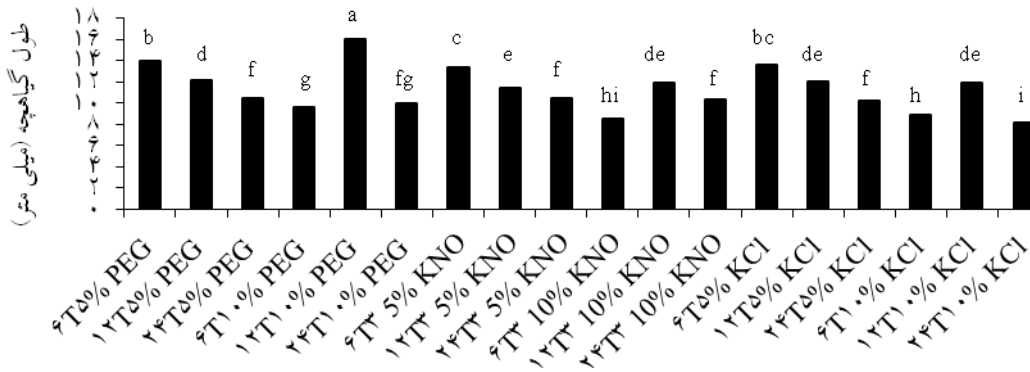 طول گیاهچه (میلی متر)
۱۸
۱۶
۱۴
۱۲
۱۰
۸
۶
۴
۲
۰
b
d
f
g
a
fg
c
e
f
hi
de
f
bc
de
f
h
de
i
۶T۵% PEG
۱۲T۵% PEG
۲۴T۵% PEG
۶T۱۰% PEG
۱۲T۱۰% PEG
۲۴T۱۰% PEG
۶T۳ 5% KNO
۱۲T۳ 5% KNO
۲۴T۳ 5% KNO
۶T۳ 10% KNO
۱۲T۳ 10% KNO
۲۴T۳ 10% KNO
۶T۵% KCl
۱۲T۵% KCl
۲۴T۵% KCl
۶T۱۰% KCl
۱۲T۱۰% KCl
۲۴T۱۰% KCl